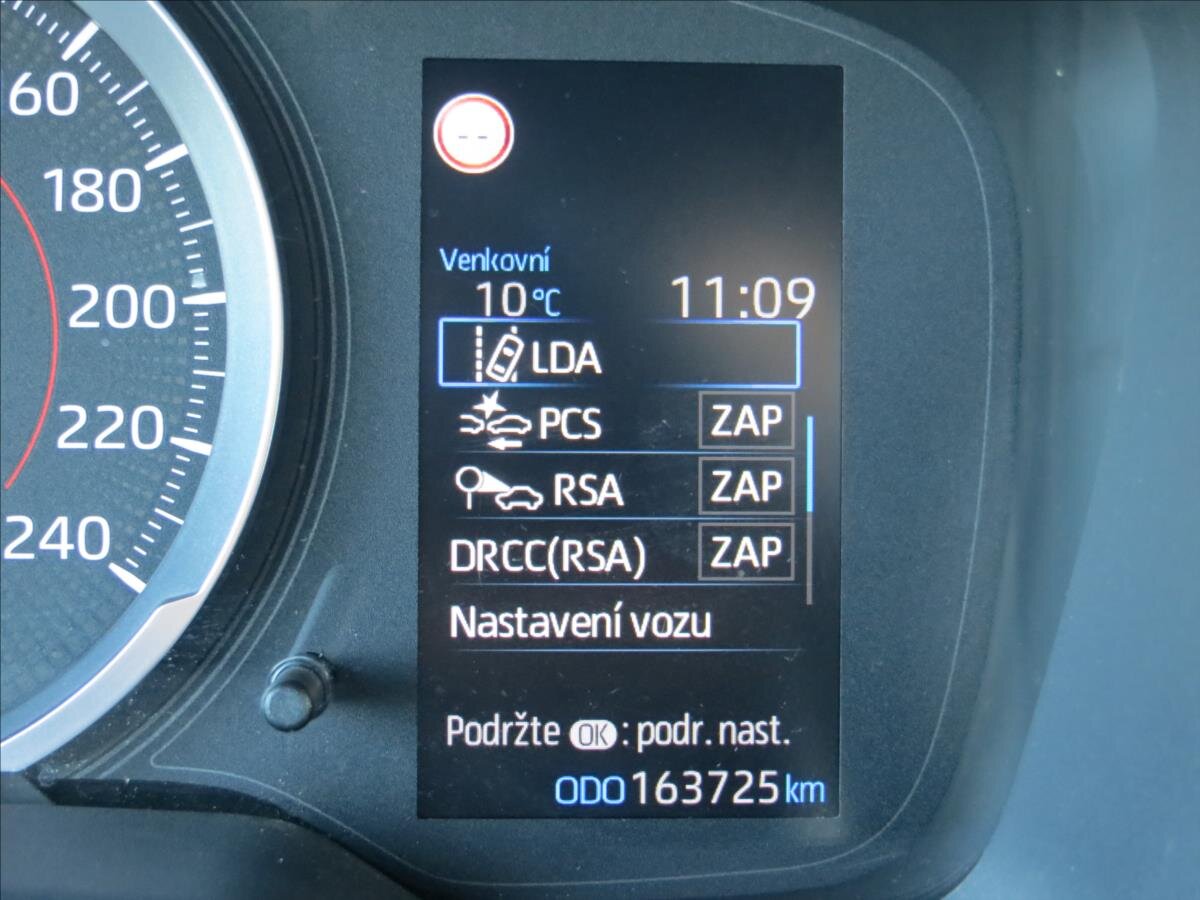 60
180
200
220
240
--
Venkovní
10°C 11:09
LDA
PCS ZAP
RSA ZAP
DRCC(RSA) ZAP
Nastavení vozu
Podržte OK: podr. nast.
ODO 163725 km